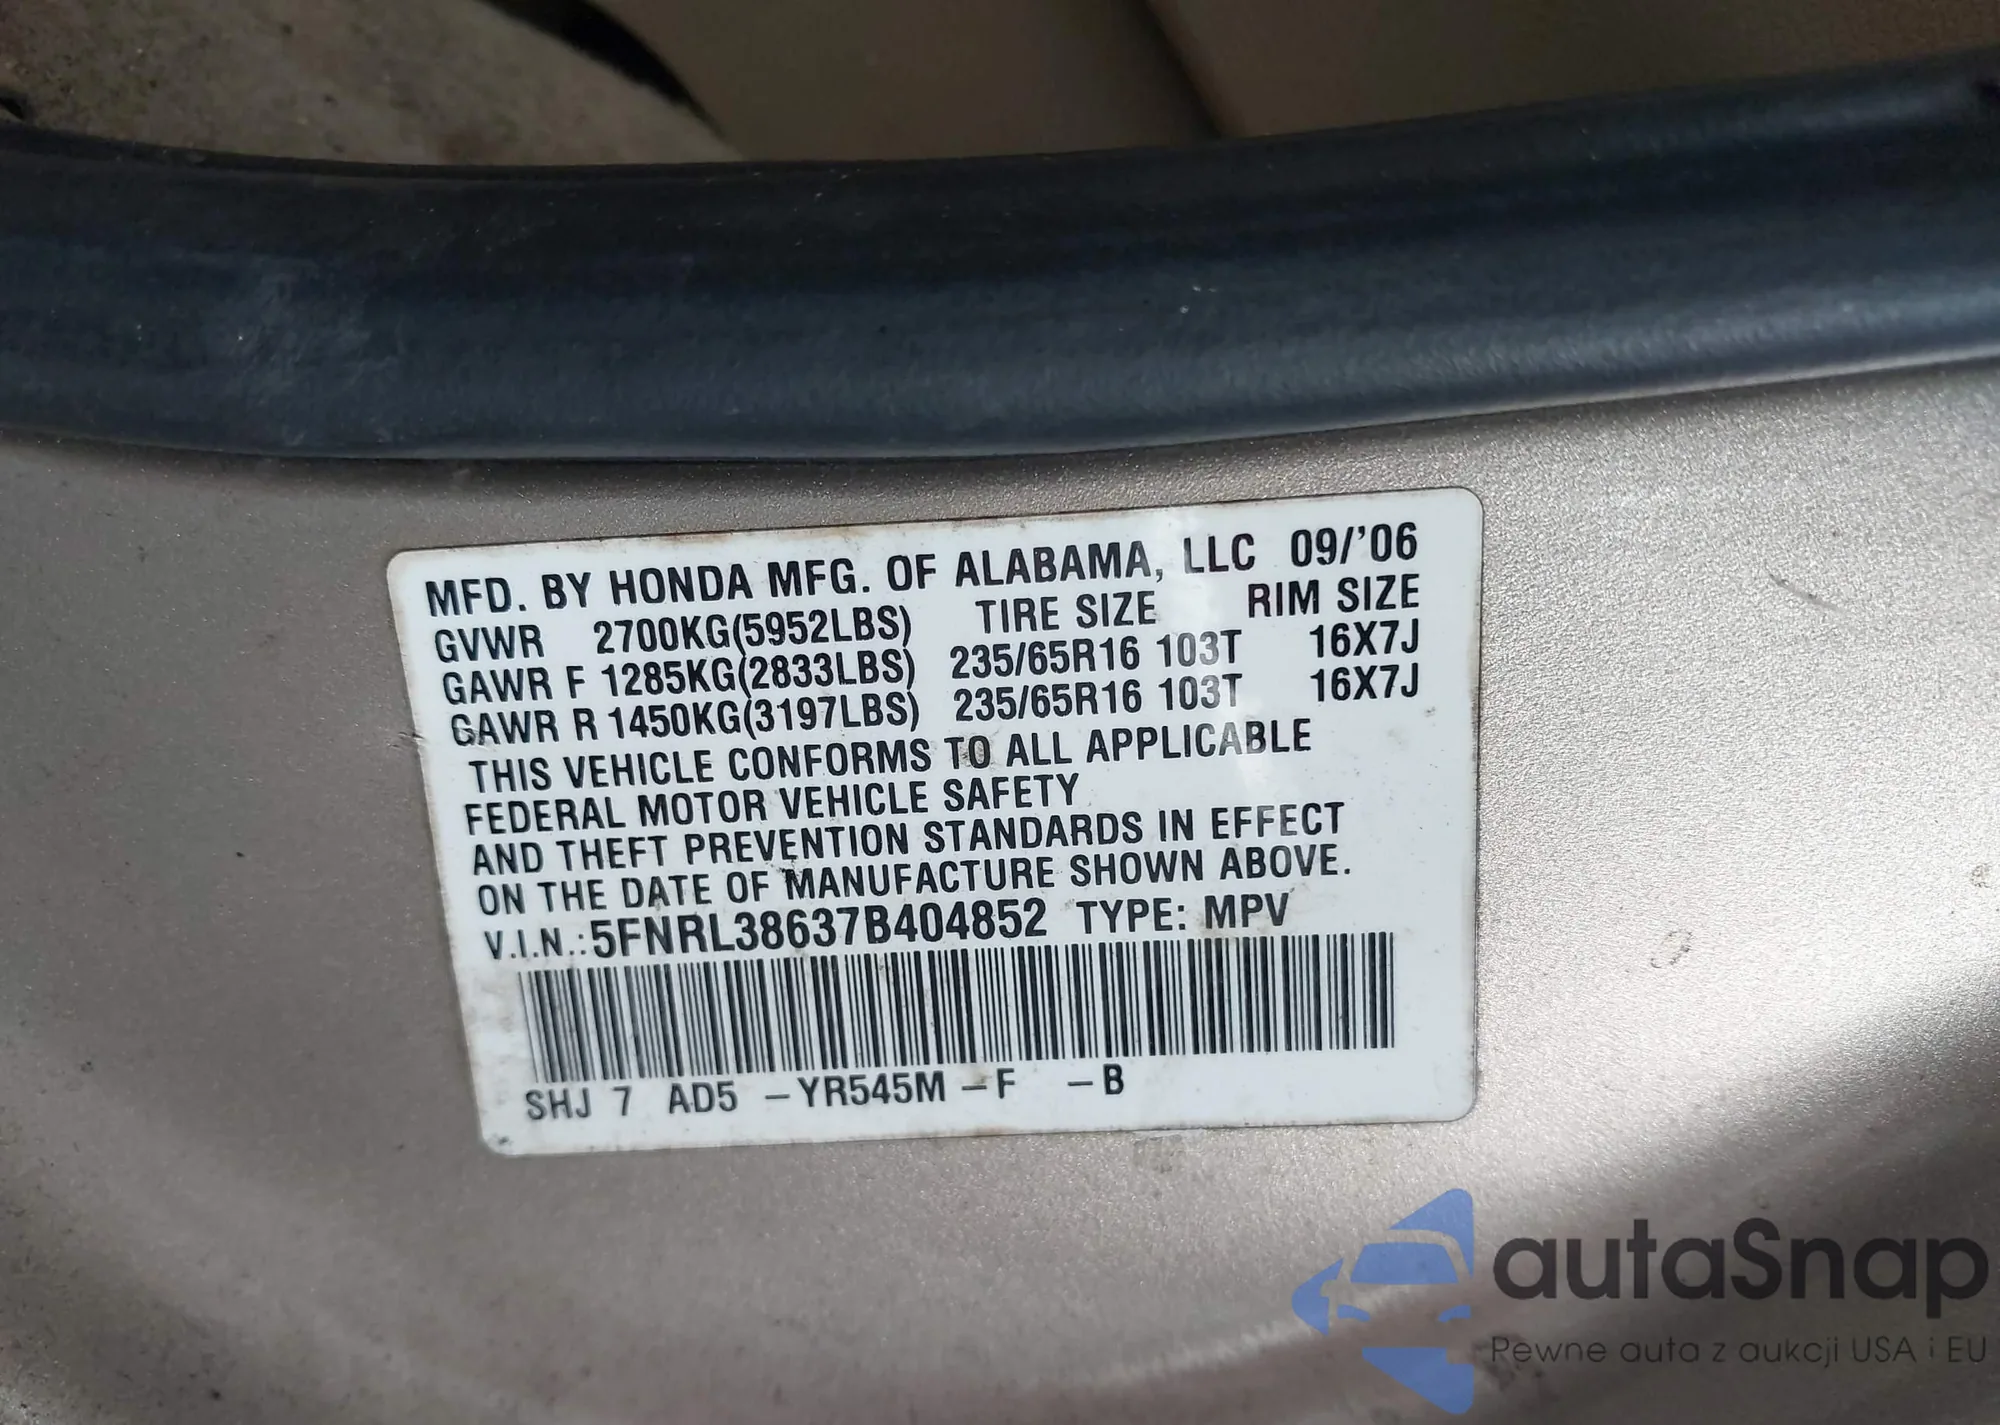 MFD. BY HONDA MFG. OF ALABAMA, LLC 09/'06
GVWR 2700KG(5952LBS) TIRE SIZE RIM SIZE
GAWR F 1285KG(2833LBS) 235/65R16 103T 16X7J
GAWR R 1450KG(3197LBS) 235/65R16 103T 16X7J
THIS VEHICLE CONFORMS TO ALL APPLICABLE
FEDERAL MOTOR VEHICLE SAFETY
AND THEFT PREVENTION STANDARDS IN EFFECT
ON THE DATE OF MANUFACTURE SHOWN ABOVE.
V.I.N.:5FNRL38637B404852 TYPE: MPV
SHJ 7 AD5 –YR545M –F –B
autaSnap
Pewne auta z aukcji USA i EU